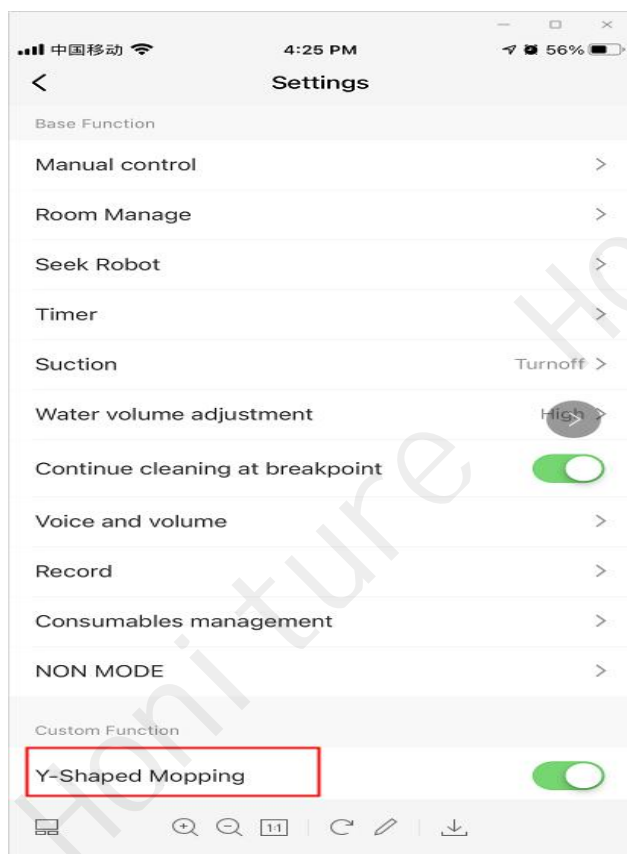 中国移动 4:25 PM 56%
Settings
Base Function
Manual control
Room Manage
Seek Robot
Timer
Suction Turnoff
Water volume adjustment High
Continue cleaning at breakpoint
Voice and volume
Record
Consumables management
NON MODE
Custom Function
Y-Shaped Mopping
1:1
Honiture
Ho